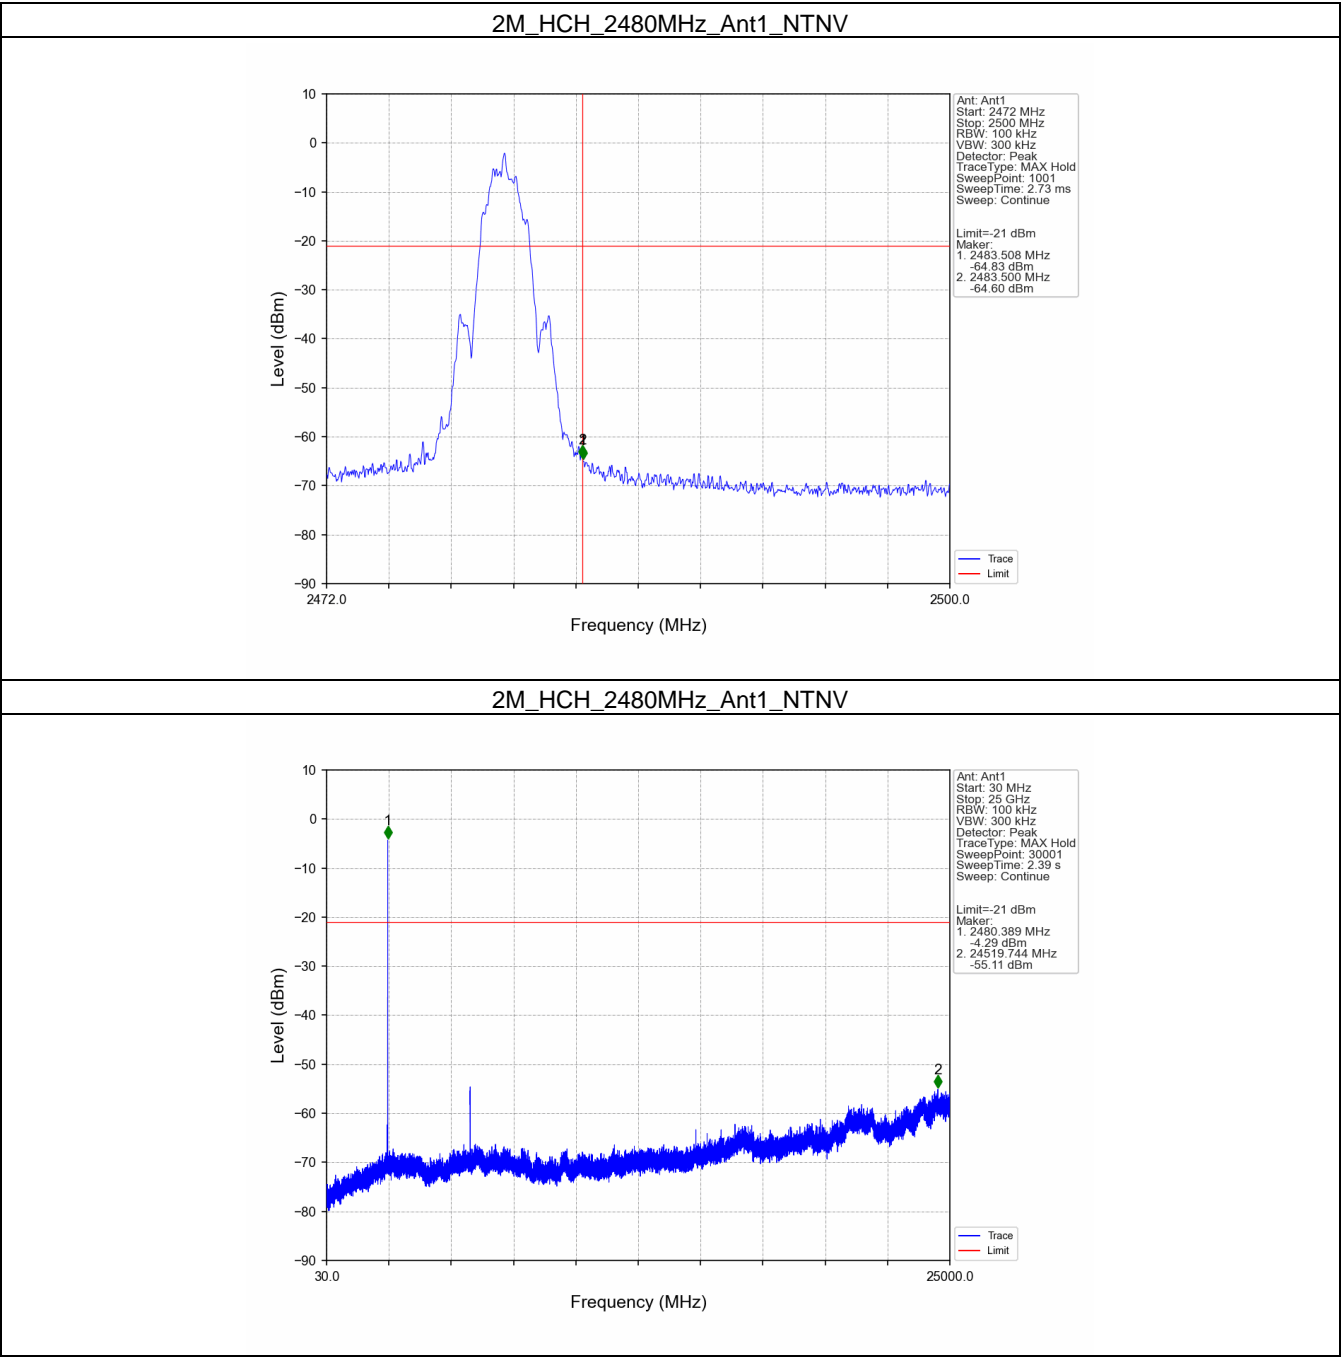 2M_HCH_2480MHz_Ant1_NTNV
10
0
−10
−20
−30
−40
−50
−60
−70
−80
−90
Level (dBm)
2472.0
2500.0
Frequency (MHz)
1
2
Ant: Ant1
Start: 2472 MHz
Stop: 2500 MHz
RBW: 100 kHz
VBW: 300 kHz
Detector: Peak
TraceType: MAX Hold
SweepPoint: 1001
SweepTime: 2.73 ms
Sweep: Continue
Limit=-21 dBm
Maker:
1. 2483.508 MHz
-64.83 dBm
2. 2483.500 MHz
-64.60 dBm
Trace
Limit
2M_HCH_2480MHz_Ant1_NTNV
10
0
−10
−20
−30
−40
−50
−60
−70
−80
−90
Level (dBm)
30.0
25000.0
Frequency (MHz)
1
2
Ant: Ant1
Start: 30 MHz
Stop: 25 GHz
RBW: 100 kHz
VBW: 300 kHz
Detector: Peak
TraceType: MAX Hold
SweepPoint: 30001
SweepTime: 2.39 s
Sweep: Continue
Limit=-21 dBm
Maker:
1. 2480.389 MHz
-4.29 dBm
2. 24519.744 MHz
-55.11 dBm
Trace
Limit